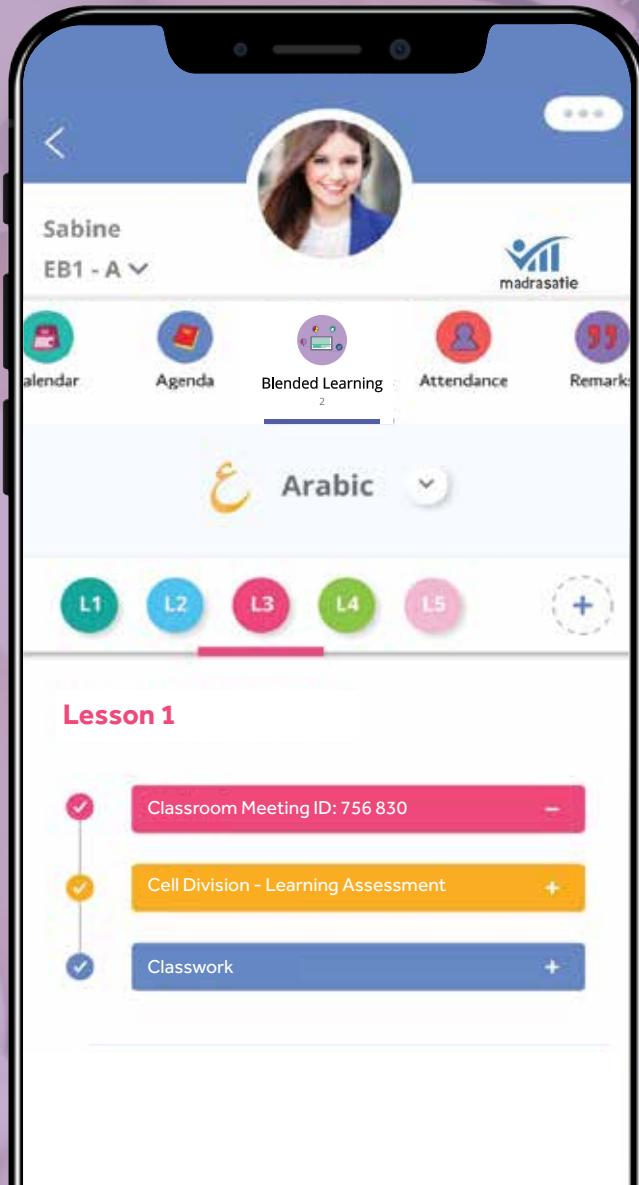 Sabine
EB1 - A
madrasatie
alendar
Agenda
Blended Learning
2
Attendance
Remark
ع
Arabic
L1
L2
L3
L4
L5
+
Lesson 1
Classroom Meeting ID: 756 830
Cell Division - Learning Assessment
Classwork